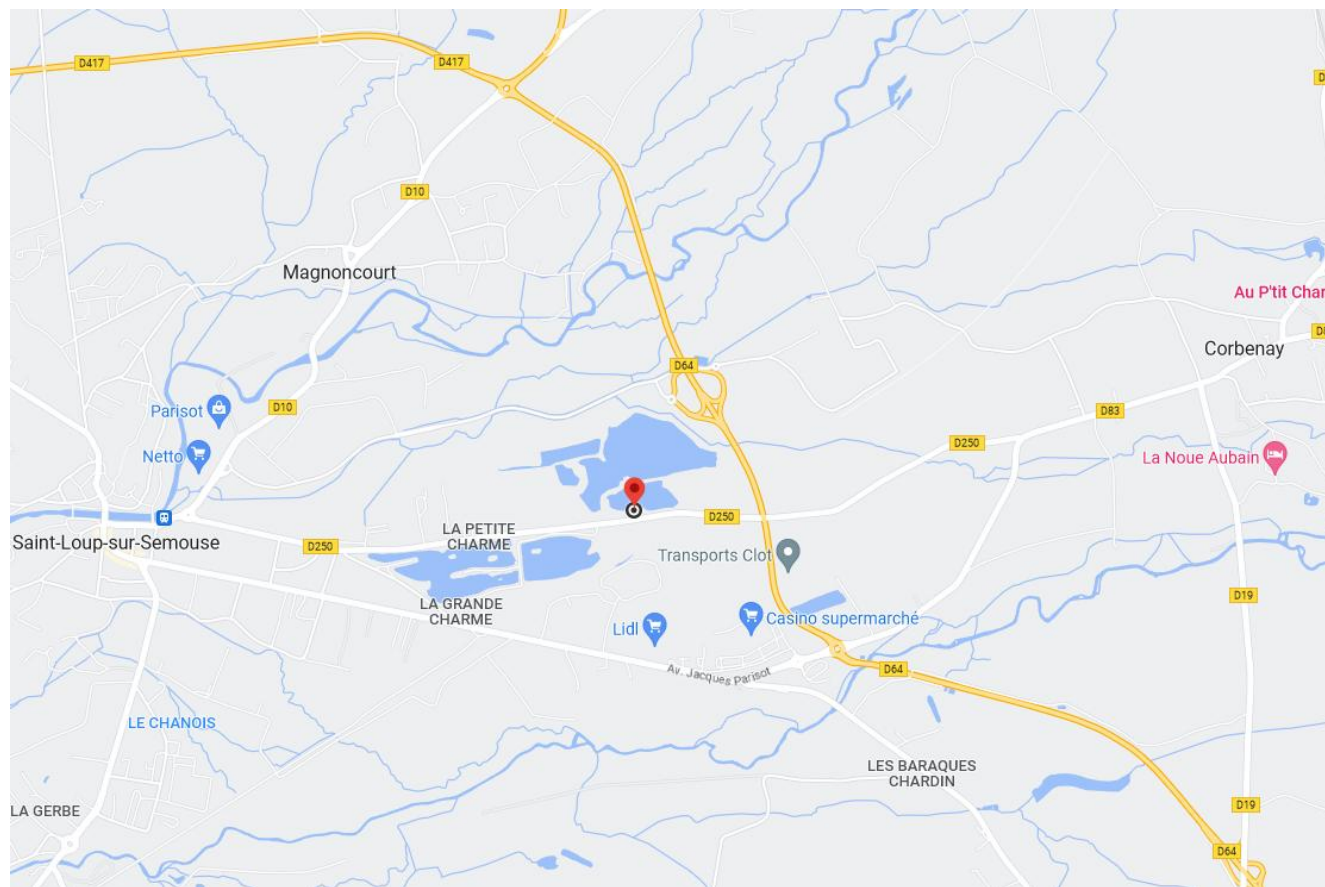 D417
D417
D
D10
Magnoncourt
Au P'tit Char
D64
Corbenay
Parisot
D10
D83
Netto
D250
La Noue Aubain
D250
Saint-Loup-sur-Semouse
D250
LA PETITE
CHARME
Transports Clot
LA GRANDE
CHARME
D19
Lidl
Casino supermarché
Av. Jacques Parisot
D64
LE CHANOIS
LES BARAQUES
CHARDIN
LA GERBE
D19
D64